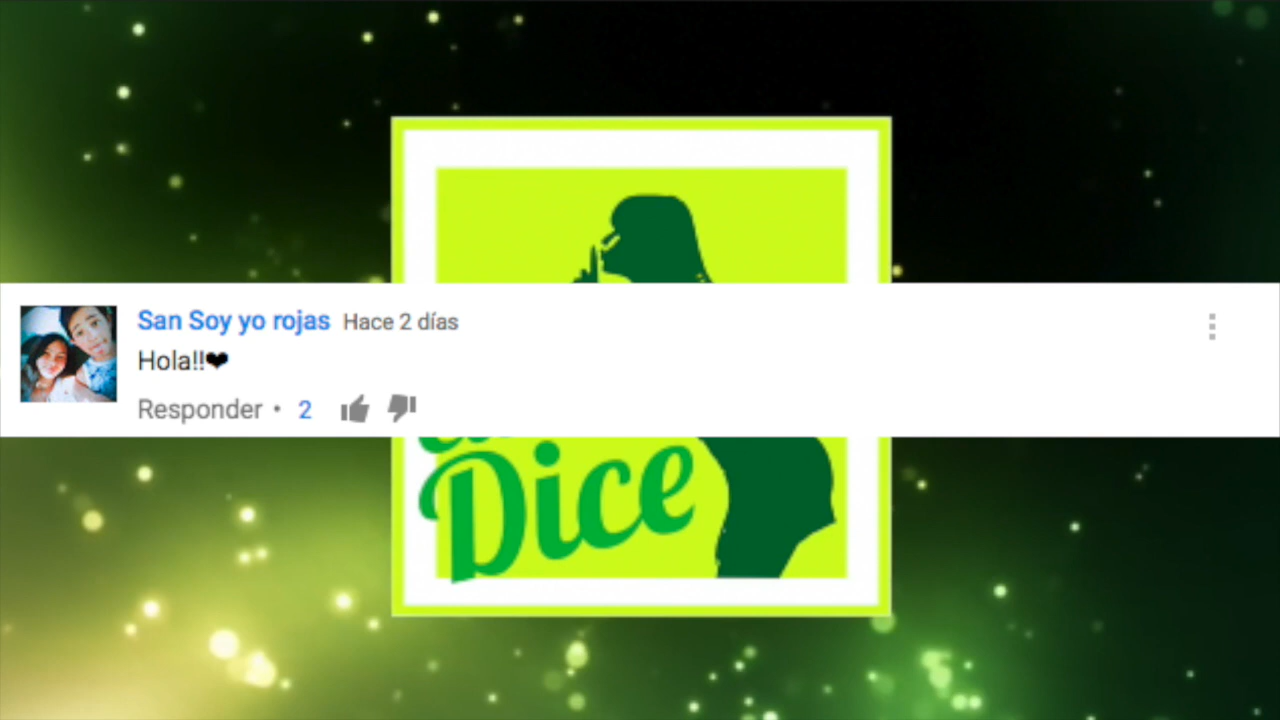 San Soy yo rojas Hace 2 días
Hola!!❤
Responder • 2
Dice